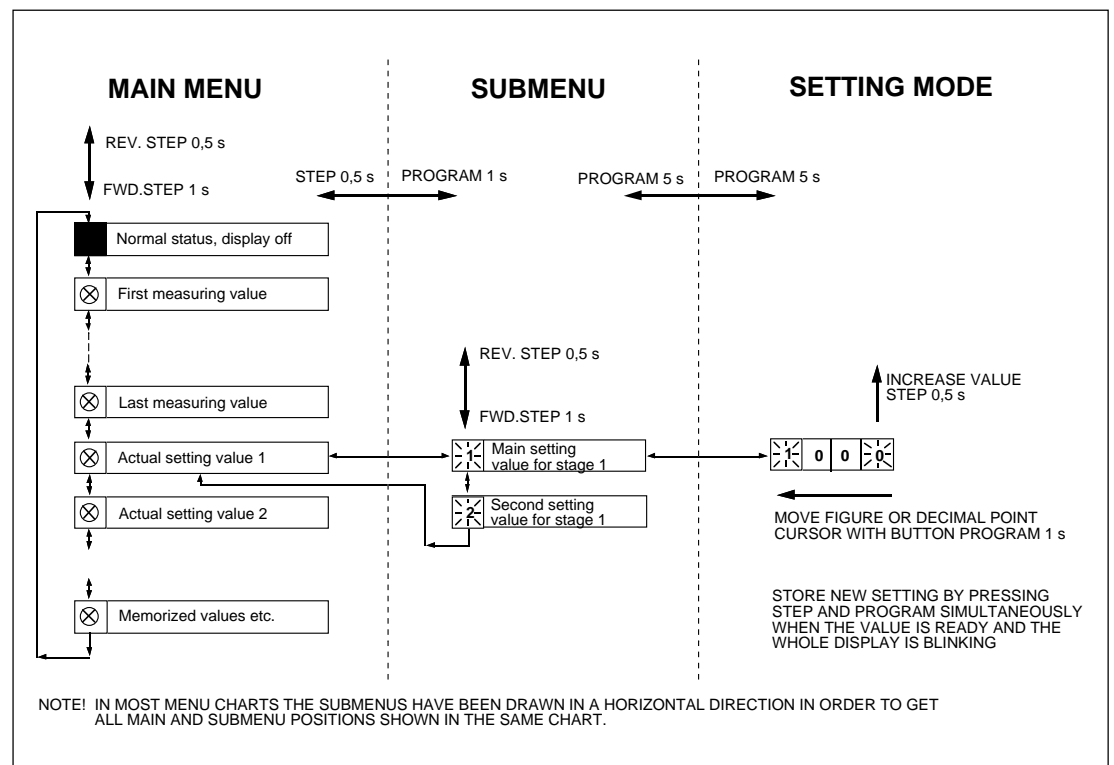 MAIN MENU
SUBMENU
SETTING MODE
REV. STEP 0,5 s
FWD.STEP 1 s
STEP 0,5 s
PROGRAM 1 s
PROGRAM 5 s
PROGRAM 5 s
Normal status, display off
First measuring value
Last measuring value
Actual setting value 1
Actual setting value 2
Memorized values etc.
REV. STEP 0,5 s
FWD.STEP 1 s
1
Main setting
value for stage 1
2
Second setting
value for stage 1
INCREASE VALUE
STEP 0,5 s
1 0 0 0
MOVE FIGURE OR DECIMAL POINT
CURSOR WITH BUTTON PROGRAM 1 s
STORE NEW SETTING BY PRESSING
STEP AND PROGRAM SIMULTANEOUSLY
WHEN THE VALUE IS READY AND THE
WHOLE DISPLAY IS BLINKING
NOTE! IN MOST MENU CHARTS THE SUBMENUS HAVE BEEN DRAWN IN A HORIZONTAL DIRECTION IN ORDER TO GET
ALL MAIN AND SUBMENU POSITIONS SHOWN IN THE SAME CHART.